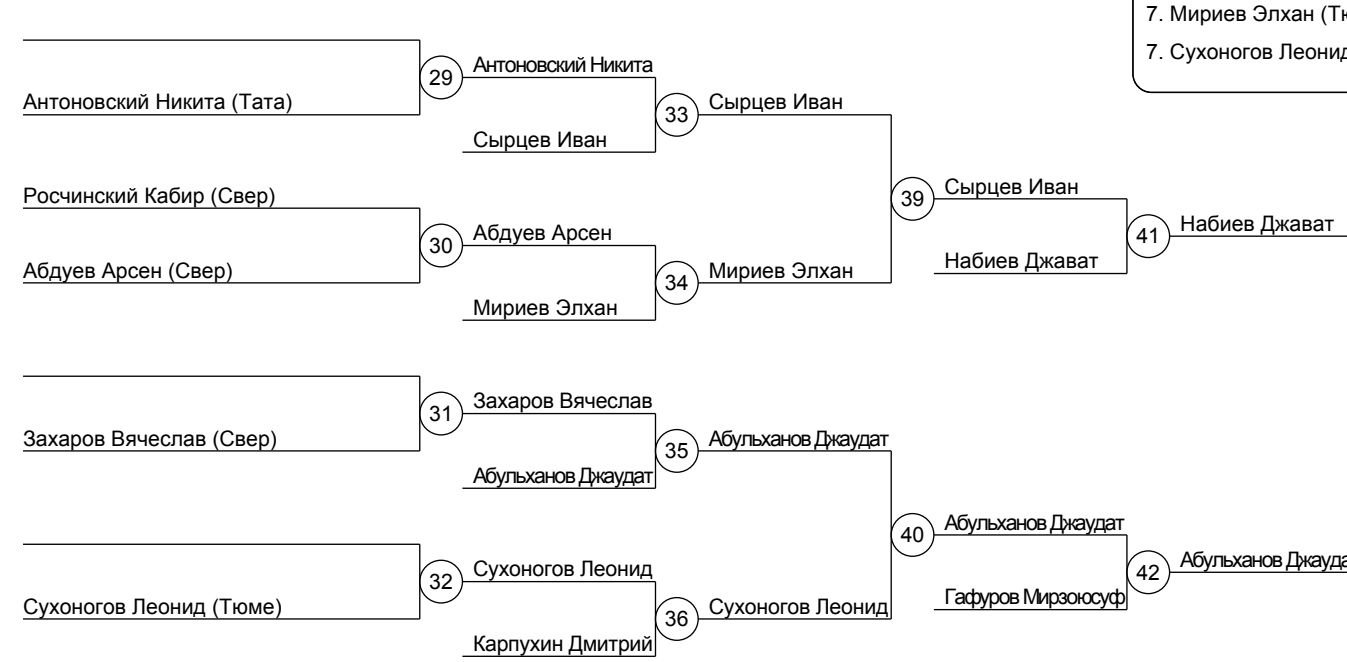 7. Мириев Элхан (Тю
7. Сухоногов Леонид
29
Антоновский Никита
Антоновский Никита (Тата)
33
Сырцев Иван
Сырцев Иван
Росчинский Кабир (Свер)
39
Сырцев Иван
30
Абдуев Арсен
41
Набиев Джават
Абдуев Арсен (Свер)
34
Мириев Элхан
Набиев Джават
Мириев Элхан
31
Захаров Вячеслав
Захаров Вячеслав (Свер)
35
Абульханов Джаудат
Абульханов Джаудат
40
Абульханов Джаудат
32
Сухоногов Леонид
42
Абульханов Джауда
Сухоногов Леонид (Тюме)
36
Сухоногов Леонид
Гафуров Мирзоюсуф
Карпухин Дмитрий